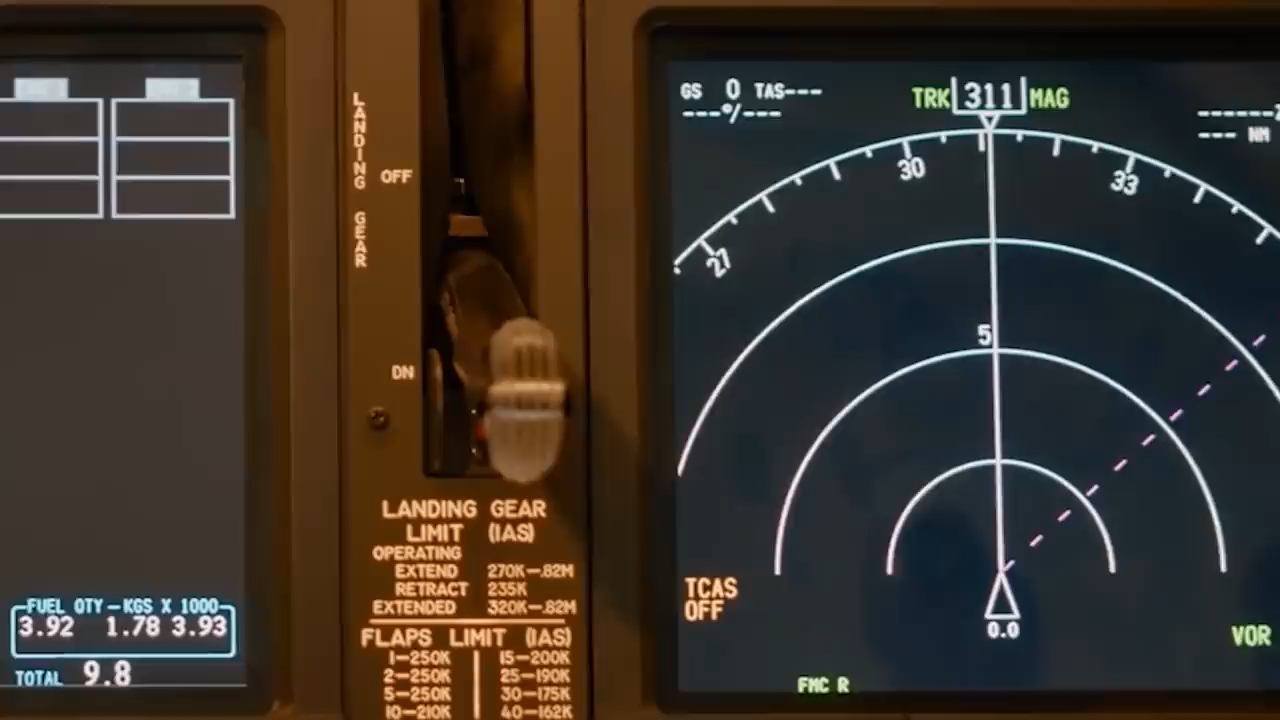 FUEL QTY-KGS X 1000
3.92 1.78 3.93
TOTAL 9.8
LANDING GEAR
OFF
DN
LANDING GEAR
LIMIT (IAS)
OPERATING
EXTEND 270K-.82M
RETRACT 235K
EXTENDED 320K-.82M
FLAPS LIMIT (IAS)
1-250K 15-200K
2-250K 25-190K
5-250K 30-175K
10-210K 40-162K
GS 0 TAS---
---°/---
TRK 311 MAG
--- NM
30
33
27
5
TCAS
OFF
0.0
VOR
FMC R